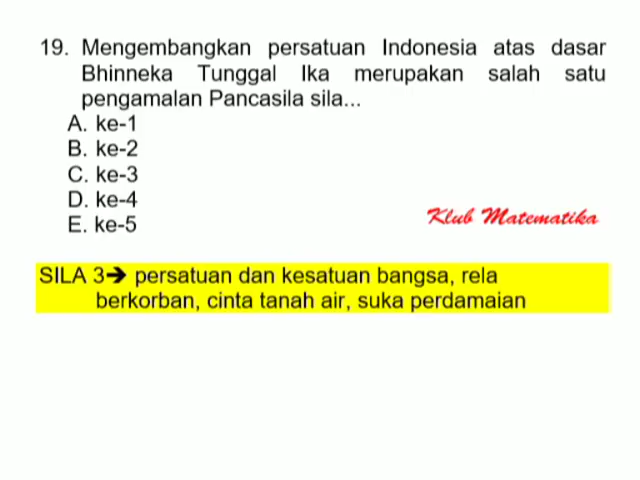 19. Mengembangkan persatuan Indonesia atas dasar
Bhinneka Tunggal Ika merupakan salah satu
pengamalan Pancasila sila...
A. ke-1
B. ke-2
C. ke-3
D. ke-4
E. ke-5
Klub Matematika
SILA 3➔ persatuan dan kesatuan bangsa, rela
berkorban, cinta tanah air, suka perdamaian